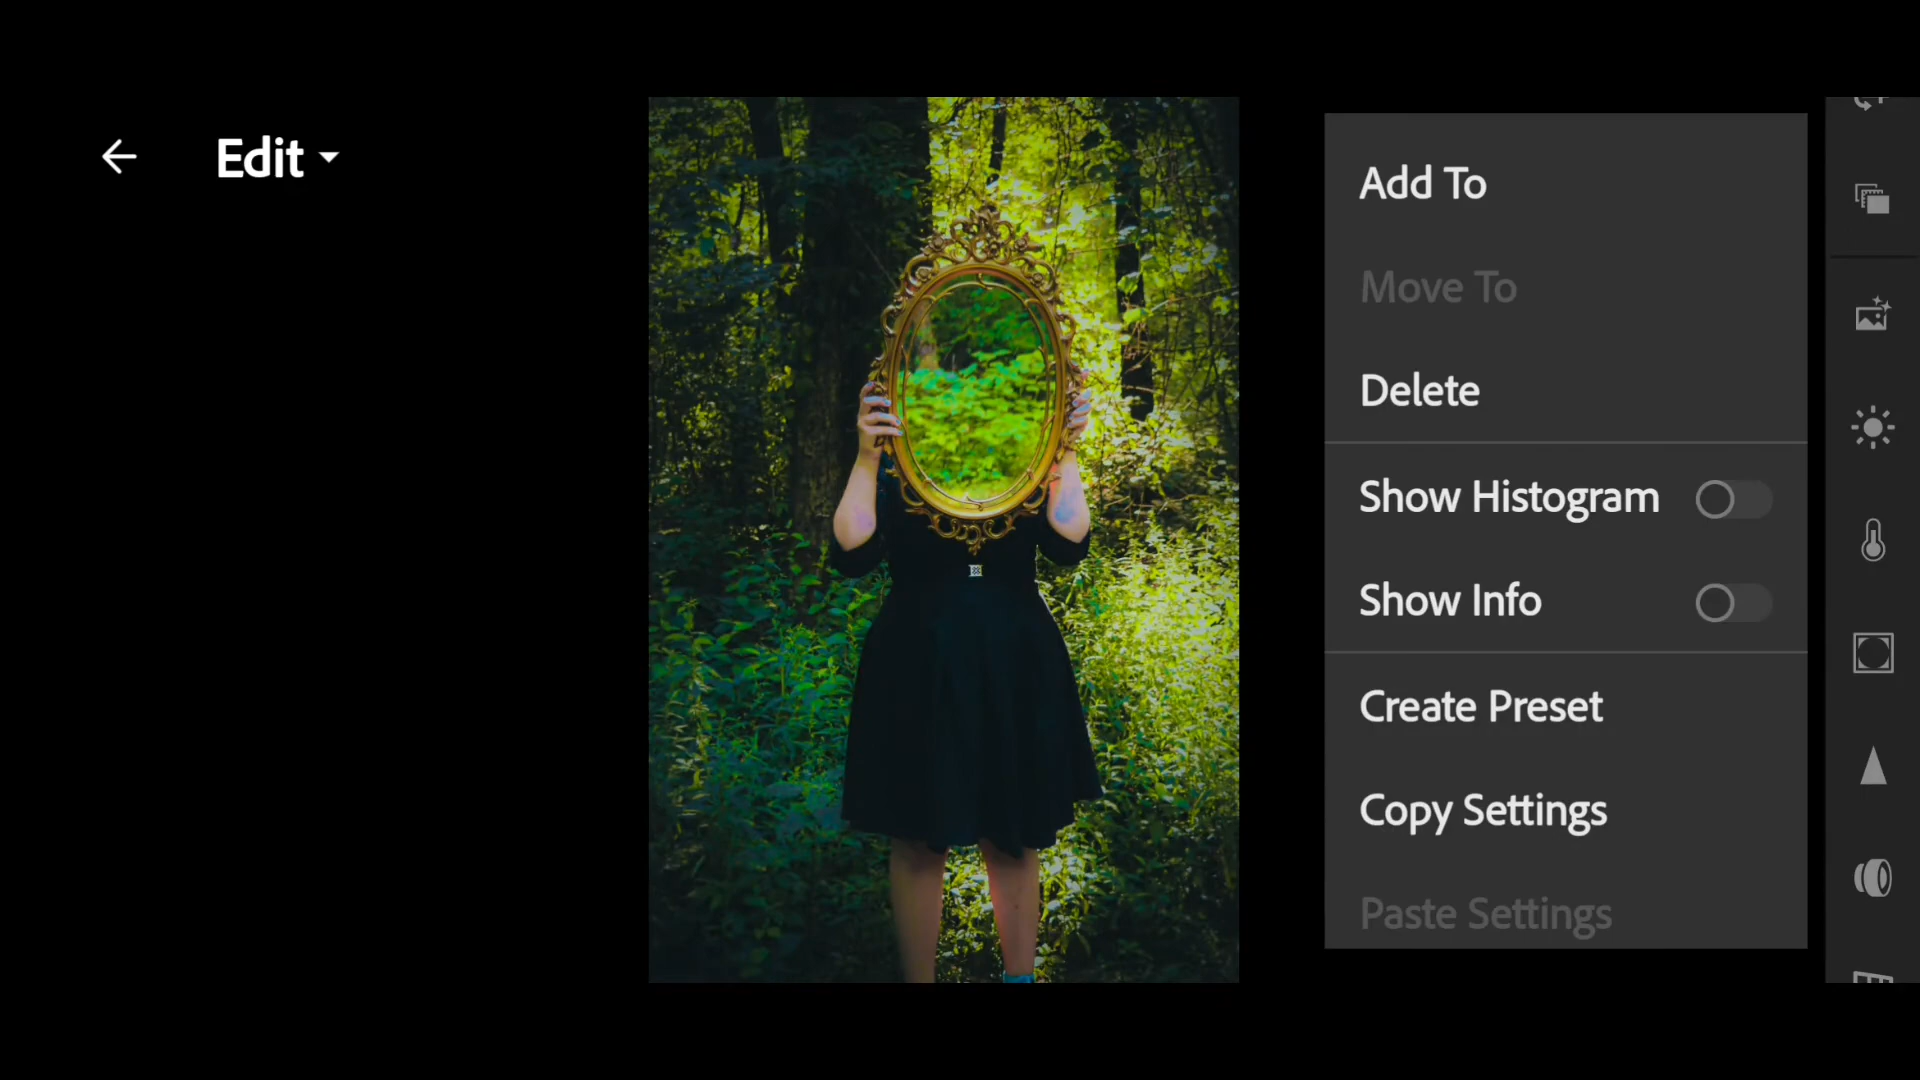 Edit
Add To
Move To
Delete
Show Histogram
Show Info
Create Preset
Copy Settings
Paste Settings